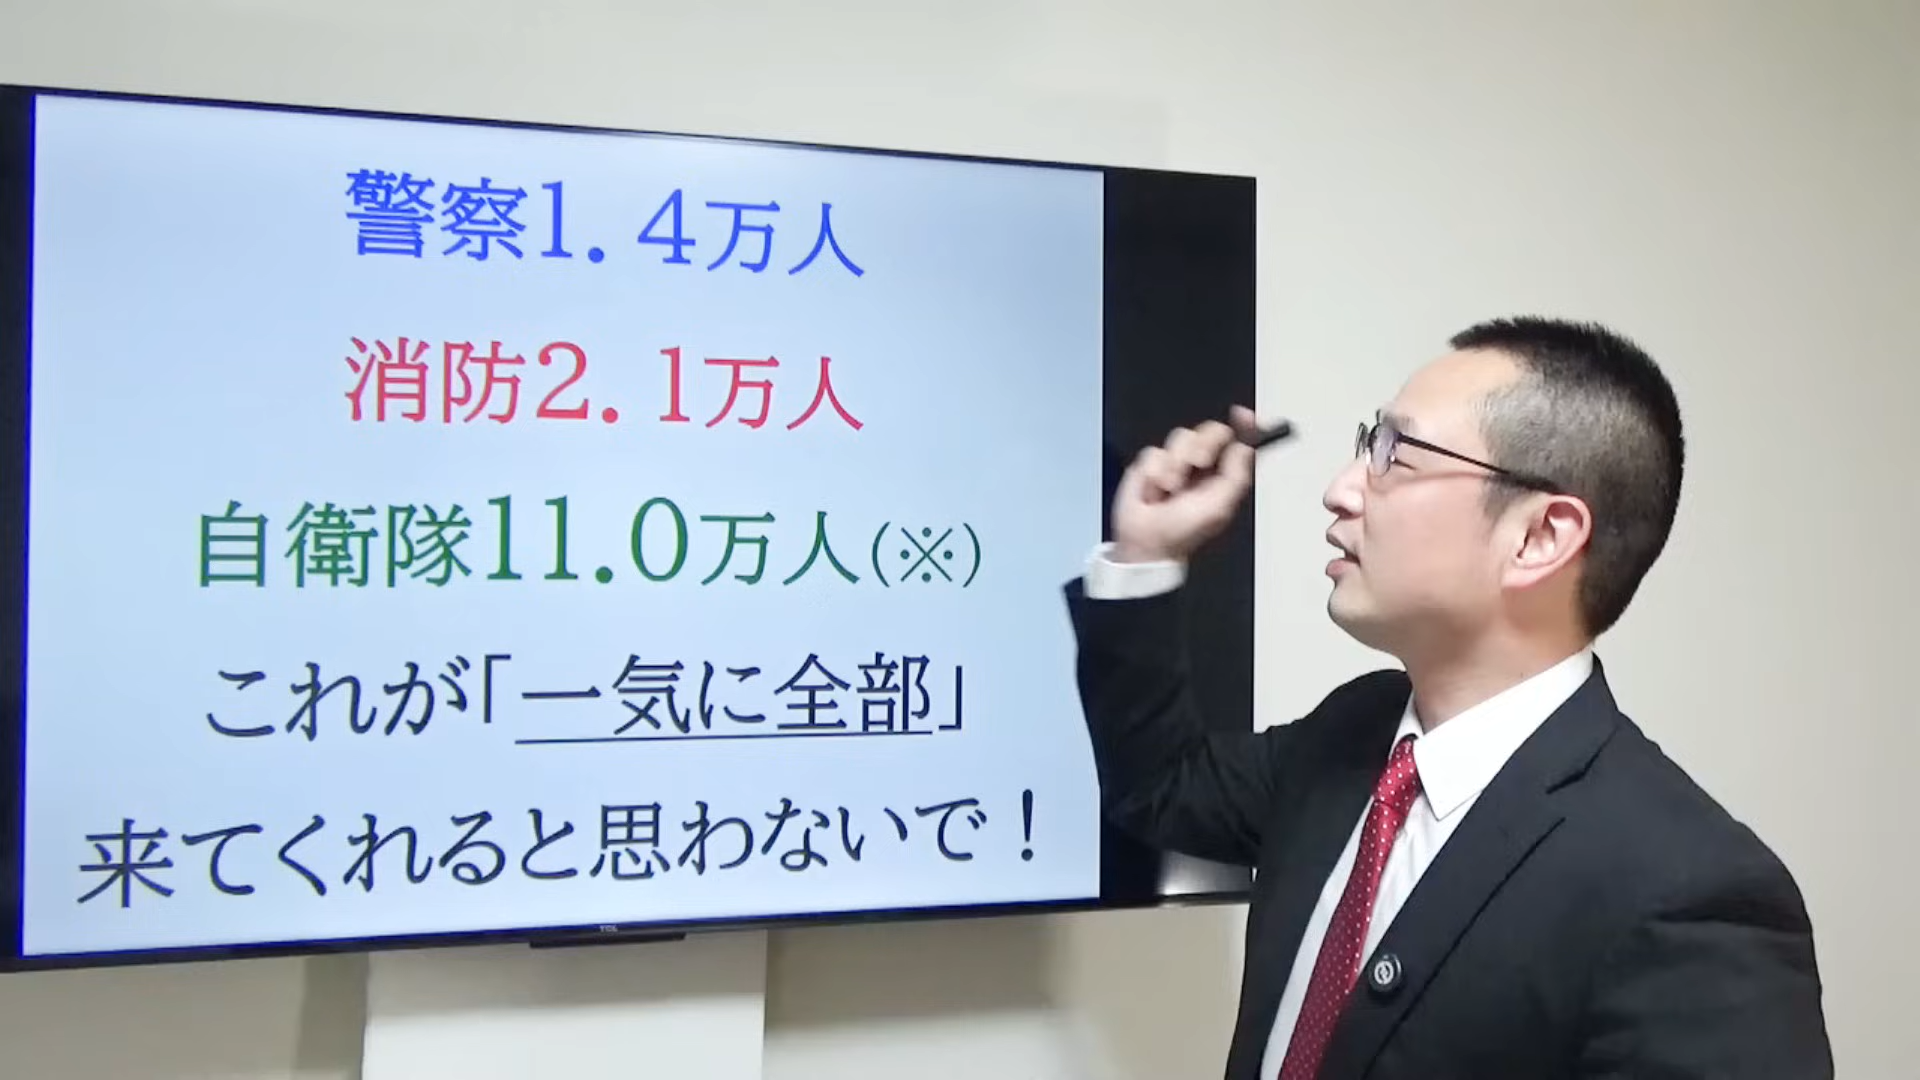 警察1.4万人
消防2.1万人
自衛隊11.0万人(※)
これが「一気に全部」
来てくれると思わないで！
TCL